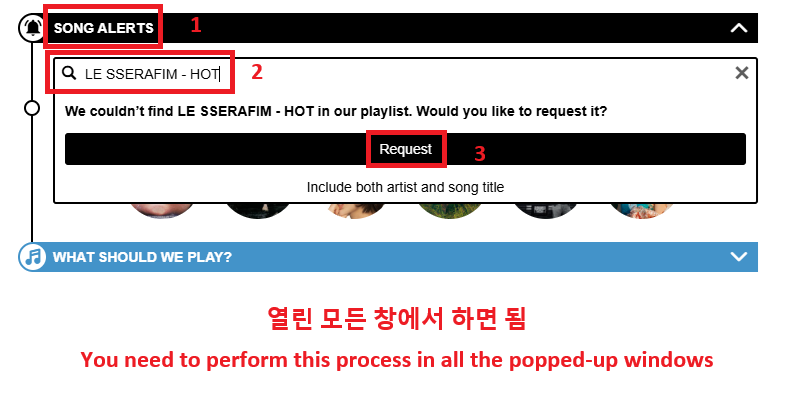 SONG ALERTS 1
LE SSERAFIM - HOT 2
We couldn’t find LE SSERAFIM - HOT in our playlist. Would you like to request it?
Request 3
Include both artist and song title
WHAT SHOULD WE PLAY?
열린 모든 창에서 하면 됨
You need to perform this process in all the popped-up windows